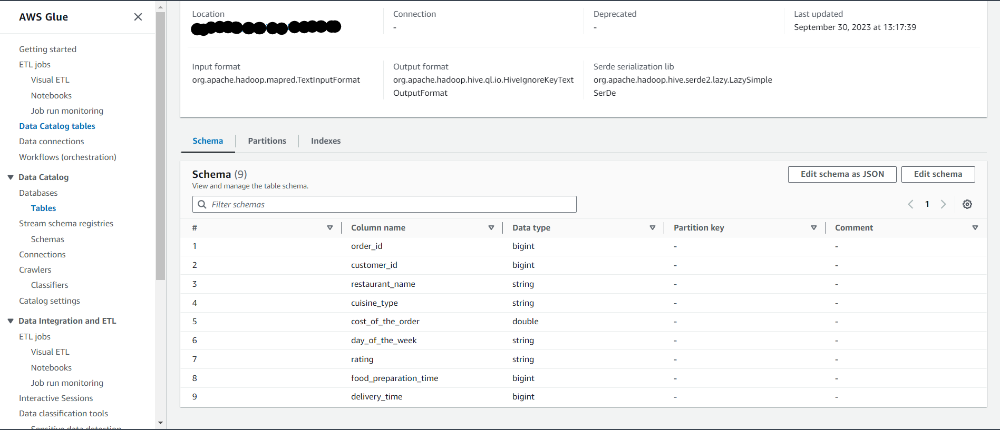 AWS Glue
Getting started
ETL jobs
Visual ETL
Notebooks
Job run monitoring
Data Catalog tables
Data connections
Workflows (orchestration)
Data Catalog
Databases
Tables
Stream schema registries
Schemas
Connections
Crawlers
Classifiers
Catalog settings
Data Integration and ETL
ETL jobs
Visual ETL
Notebooks
Job run monitoring
Interactive Sessions
Data classification tools
Sensitive data detection
Location
Connection
-
Deprecated
-
Last updated
September 30, 2023 at 13:17:39
Input format
org.apache.hadoop.mapred.TextInputFormat
Output format
org.apache.hadoop.hive.ql.io.HiveIgnoreKeyText
OutputFormat
Serde serialization lib
org.apache.hadoop.hive.serde2.lazy.LazySimple
SerDe
Schema Partitions Indexes
Schema (9)
View and manage the table schema.
Edit schema as JSON
Edit schema
Filter schemas
1
# Column name Data type Partition key Comment
1 order_id bigint - -
2 customer_id bigint - -
3 restaurant_name string - -
4 cuisine_type string - -
5 cost_of_the_order double - -
6 day_of_the_week string - -
7 rating string - -
8 food_preparation_time bigint - -
9 delivery_time bigint - -